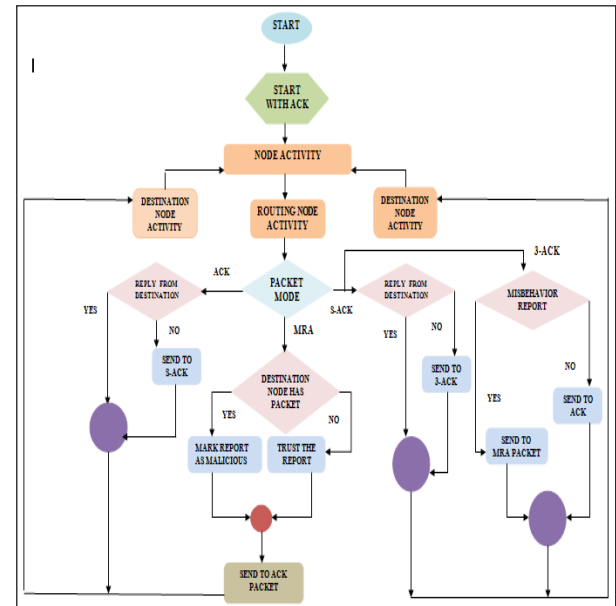 START
START
WITH ACK
NODE ACTIVITY
DESTINATION
NODE
ACTIVITY
ROUTING NODE
ACTIVITY
DESTINATION
NODE
ACTIVITY
3-ACK
ACK
REPLY FROM
DESTINATION
PACKET
MODE
S-ACK
REPLY FROM
DESTINATION
MISBEHAVIOR
REPORT
YES
NO
MRA
YES
NO
SEND TO
S-ACK
DESTINATION
NODE HAS
PACKET
SEND TO
3-ACK
NO
YES
SEND TO
ACK
YES
NO
MARK REPORT
AS MALICIOUS
TRUST THE
REPORT
SEND TO
MRA PACKET
SEND TO ACK
PACKET